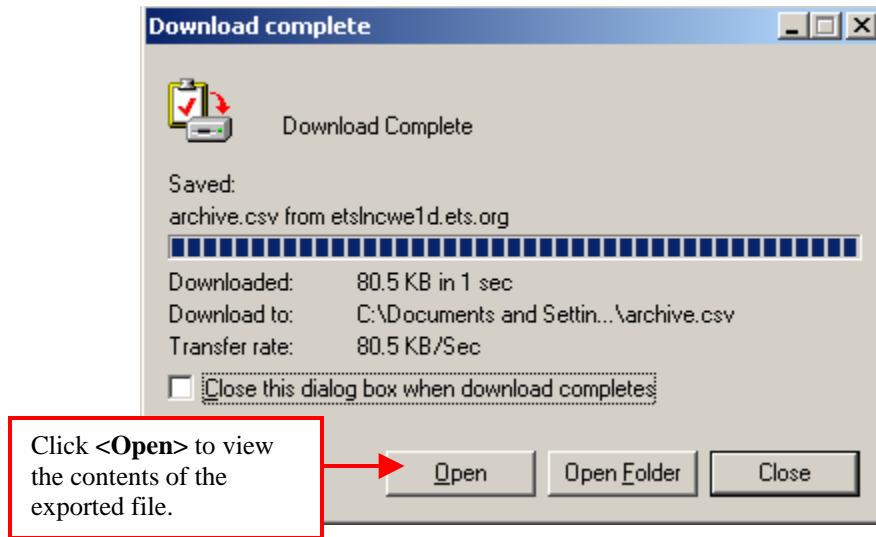 Download complete
Download Complete
Saved:
archive.csv from etslncwe1d.ets.org
Downloaded: 80.5 KB in 1 sec
Download to: C:\Documents and Settin...\archive.csv
Transfer rate: 80.5 KB/Sec
Close this dialog box when download completes
Click <Open> to view
the contents of the
exported file.
Open Open Folder Close